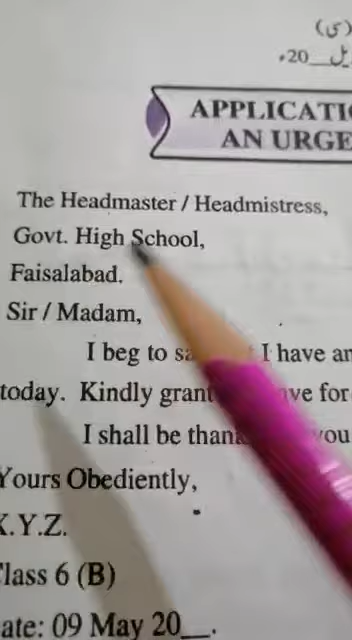 (ی)
20ء
APPLICATI
AN URGE
The Headmaster / Headmistress,
Govt. High School,
Faisalabad.
Sir / Madam,
I beg to sa I have an
today. Kindly grant ve for
I shall be thank you
Yours Obediently,
X.Y.Z.
Class 6 (B)
ate: 09 May 20__.